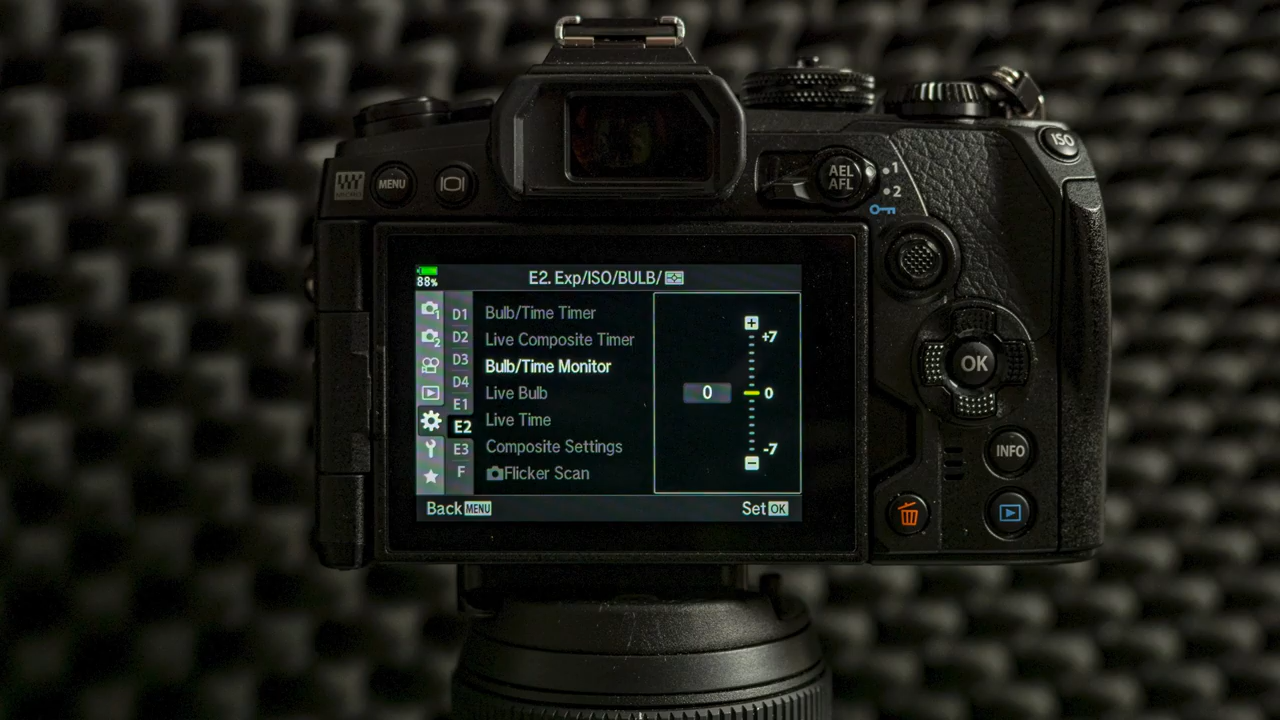 ISO
MENU
AEL
AFL
1
2
88%
E2. Exp/ISO/BULB/
1
D1
Bulb/Time Timer
+7
2
D2
Live Composite Timer
D3
Bulb/Time Monitor
D4
Live Bulb
0
0
E1
Live Time
E2
Composite Settings
E3
-7
F
Flicker Scan
Back MENU
Set OK
OK
INFO